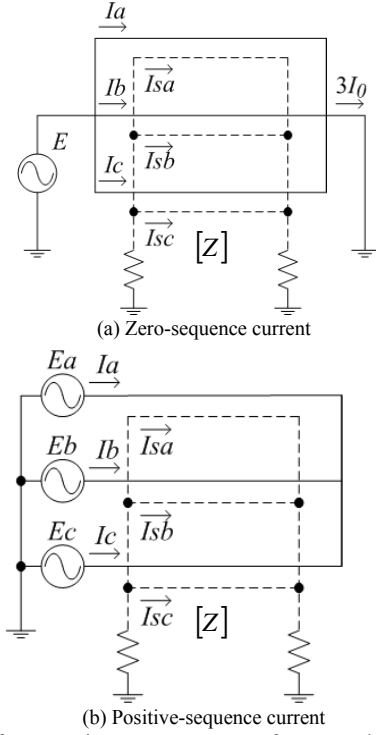 Ia
Ib Isa 3I0
E
Ic Isb
Isc [Z]
(a) Zero-sequence current
Ea Ia
Isa
Eb Ib
Isb
Ec Ic
Isc [Z]
(b) Positive-sequence current